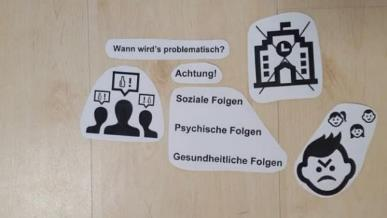 Wann wird's problematisch?
Achtung!
Soziale Folgen
Psychische Folgen
Gesundheitliche Folgen